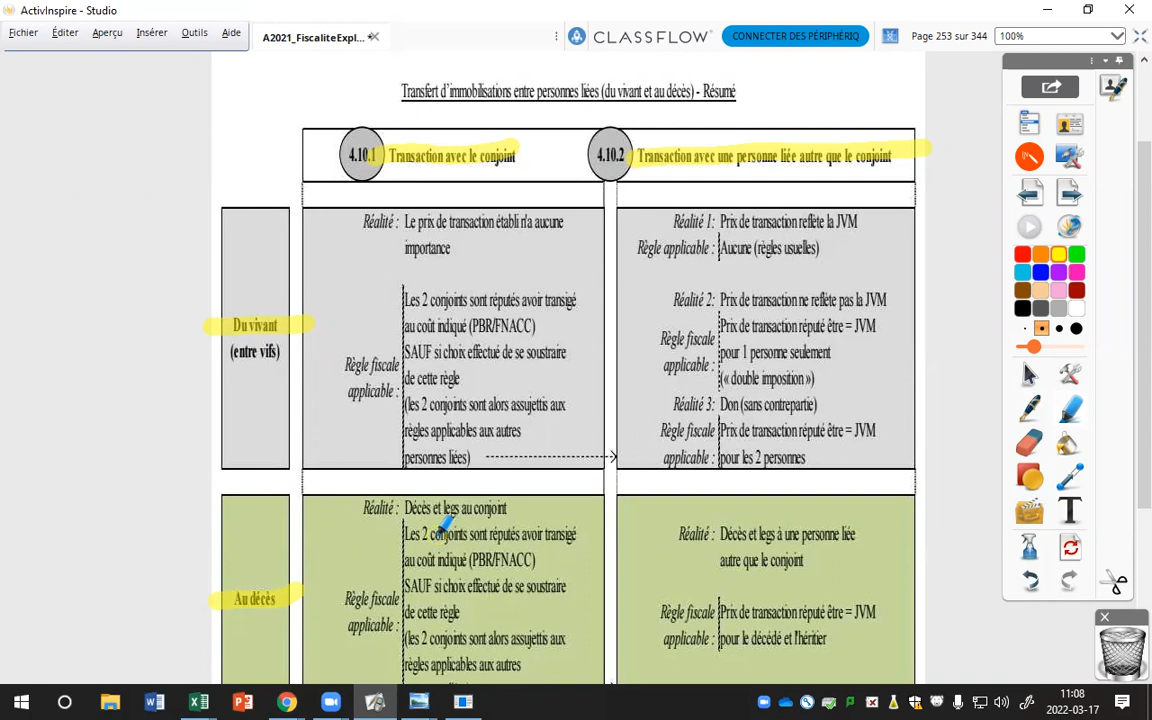 ActivInspire - Studio
Fichier Éditer Aperçu Insérer Outils Aide
A2021_FiscaliteExpl...
CLASSFLOW
CONNECTER DES PÉRIPHÉRIQ
Page 253 sur 344
100%
Transfert d'immobilisations entre personnes liées (du vivant et au décès) - Résumé
4.10.1 Transaction avec le conjoint
4.10.2 Transaction avec une personne liée autre que le conjoint
Du vivant
(entre vifs)
Réalité : Le prix de transaction établi n'a aucune
importance
Règle fiscale
applicable :
Les 2 conjoints sont réputés avoir transigé
au coût indiqué (PBR/FNACC)
SAUF si choix effectué de se soustraire
de cette règle
(les 2 conjoints sont alors assujettis aux
règles applicables aux autres
personnes liées)
Réalité 1: Prix de transaction reflète la JVM
Règle applicable : Aucune (règles usuelles)
Réalité 2: Prix de transaction ne reflète pas la JVM
Règle fiscale
applicable :
Prix de transaction réputé être = JVM
pour 1 personne seulement
(« double imposition »)
Réalité 3: Don (sans contrepartie)
Règle fiscale Prix de transaction réputé être = JVM
applicable : pour les 2 personnes
Au décès
Réalité : Décès et legs au conjoint
Règle fiscale
applicable :
Les 2 conjoints sont réputés avoir transigé
au coût indiqué (PBR/FNACC)
SAUF si choix effectué de se soustraire
de cette règle
(les 2 conjoints sont alors assujettis aux
règles applicables aux autres
Réalité : Décès et legs à une personne liée
autre que le conjoint
Règle fiscale Prix de transaction réputé être = JVM
applicable : pour le décédé et l'héritier
11:08
2022-03-17